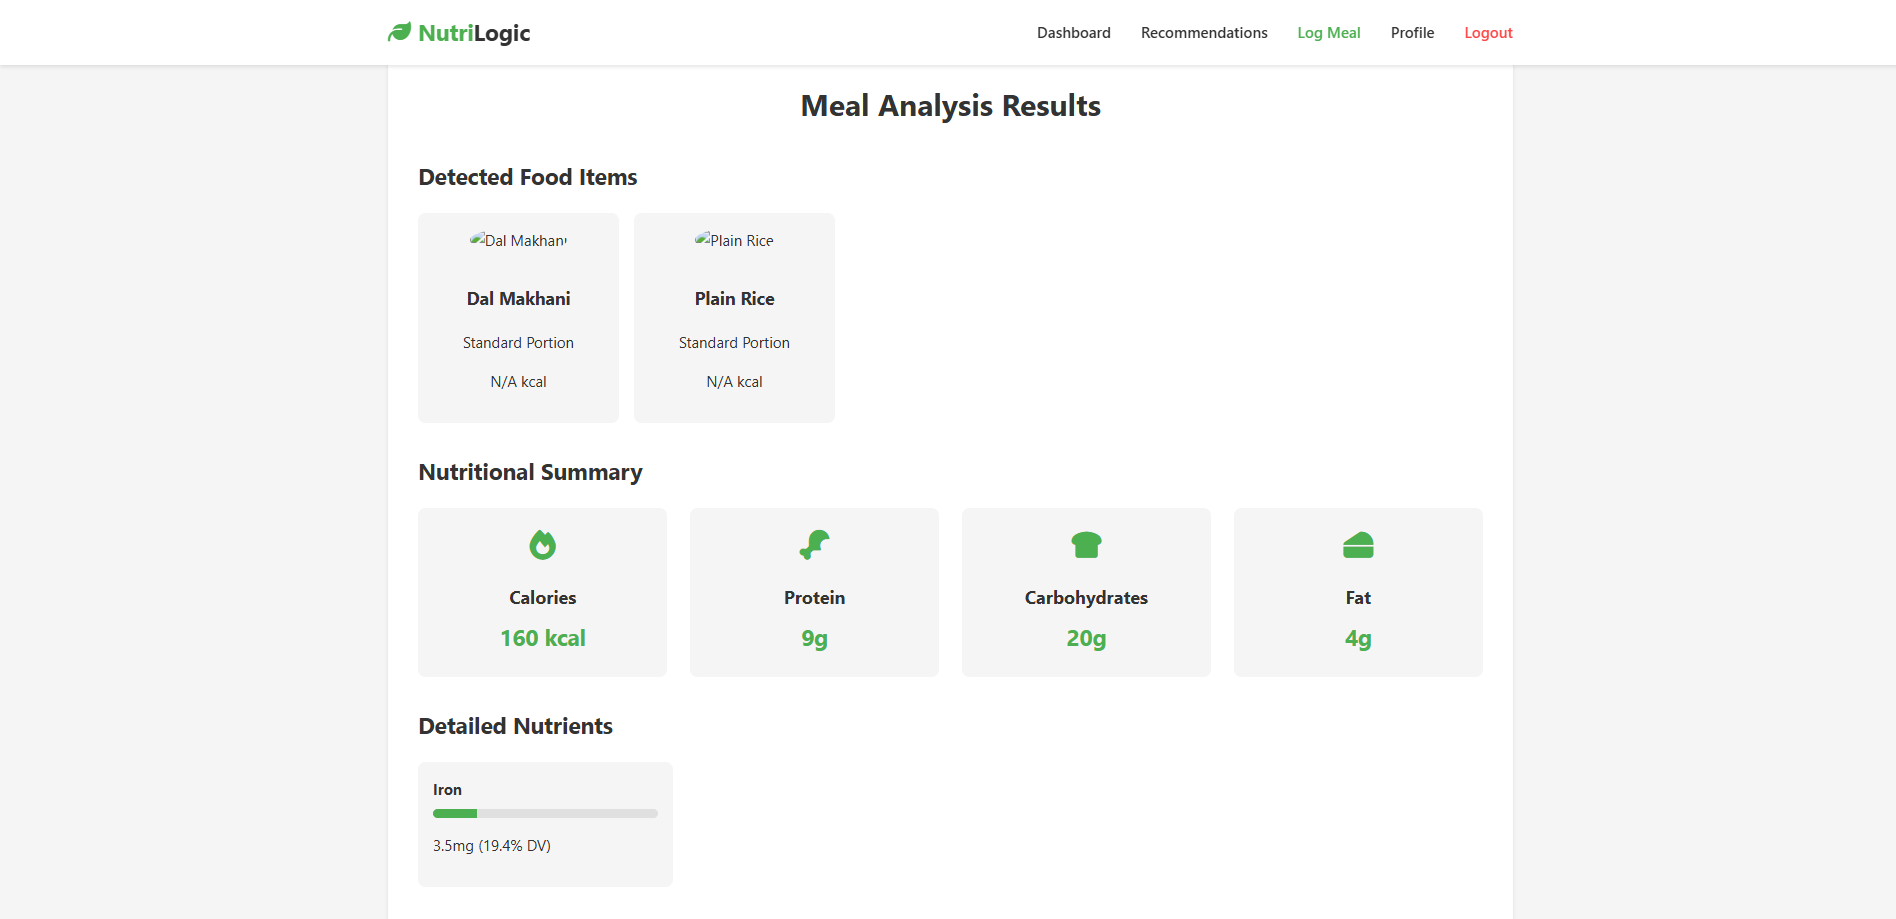 NutriLogic
Dashboard Recommendations Log Meal Profile Logout
Meal Analysis Results
Detected Food Items
Dal Makhani Plain Rice
Dal Makhani Plain Rice
Standard Portion Standard Portion
N/A kcal N/A kcal
Nutritional Summary
Calories Protein Carbohydrates Fat
160 kcal 9g 20g 4g
Detailed Nutrients
Iron
3.5mg (19.4% DV)